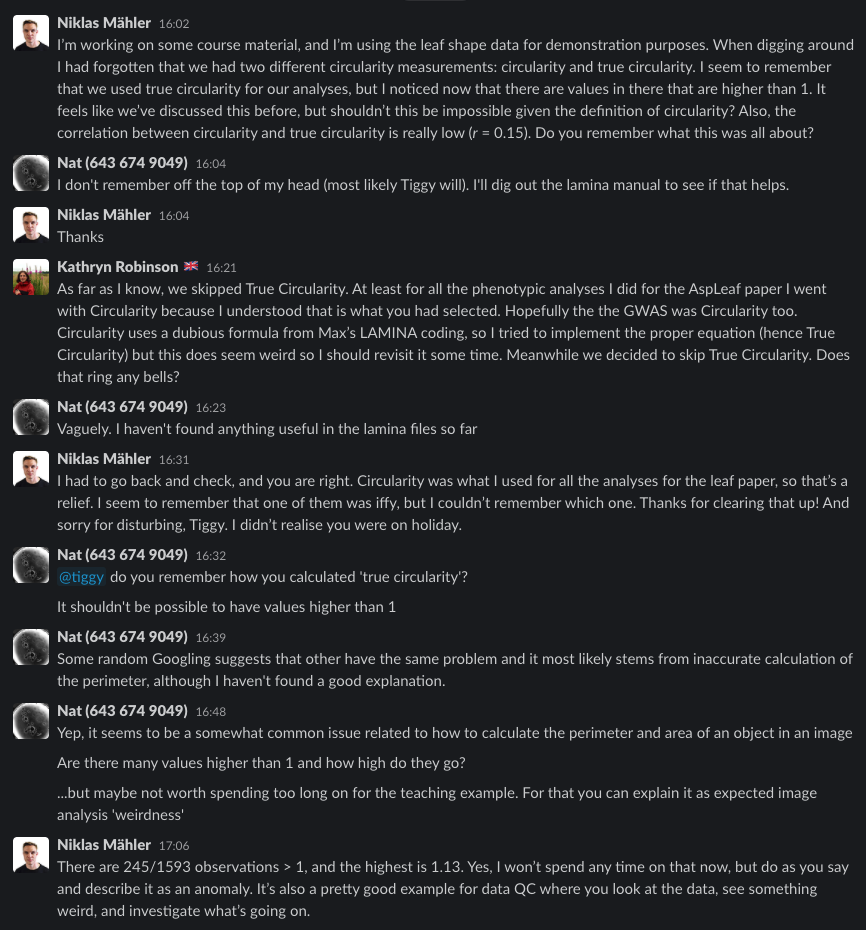 Niklas Mähler 16:02
I'm working on some course material, and I'm using the leaf shape data for demonstration purposes. When digging around
I had forgotten that we had two different circularity measurements: circularity and true circularity. I seem to remember
that we used true circularity for our analyses, but I noticed now that there are values in there that are higher than 1. It
feels like we've discussed this before, but shouldn't this be impossible given the definition of circularity? Also, the
correlation between circularity and true circularity is really low (r = 0.15). Do you remember what this was all about?
Nat (643 674 9049) 16:04
I don't remember off the top of my head (most likely Tiggy will). I'll dig out the lamina manual to see if that helps.
Niklas Mähler 16:04
Thanks
Kathryn Robinson 🇬🇧 16:21
As far as I know, we skipped True Circularity. At least for all the phenotypic analyses I did for the AspLeaf paper I went
with Circularity because I understood that is what you had selected. Hopefully the the GWAS was Circularity too.
Circularity uses a dubious formula from Max's LAMINA coding, so I tried to implement the proper equation (hence True
Circularity) but this does seem weird so I should revisit it some time. Meanwhile we decided to skip True Circularity. Does
that ring any bells?
Nat (643 674 9049) 16:23
Vaguely. I haven't found anything useful in the lamina files so far
Niklas Mähler 16:31
I had to go back and check, and you are right. Circularity was what I used for all the analyses for the leaf paper, so that's a
relief. I seem to remember that one of them was iffy, but I couldn't remember which one. Thanks for clearing that up! And
sorry for disturbing, Tiggy. I didn't realise you were on holiday.
Nat (643 674 9049) 16:32
@tiggy do you remember how you calculated 'true circularity'?
It shouldn't be possible to have values higher than 1
Nat (643 674 9049) 16:39
Some random Googling suggests that other have the same problem and it most likely stems from inaccurate calculation of
the perimeter, although I haven't found a good explanation.
Nat (643 674 9049) 16:48
Yep, it seems to be a somewhat common issue related to how to calculate the perimeter and area of an object in an image
Are there many values higher than 1 and how high do they go?
...but maybe not worth spending too long on for the teaching example. For that you can explain it as expected image
analysis 'weirdness'
Niklas Mähler 17:06
There are 245/1593 observations > 1, and the highest is 1.13. Yes, I won't spend any time on that now, but do as you say
and describe it as an anomaly. It's also a pretty good example for data QC where you look at the data, see something
weird, and investigate what's going on.